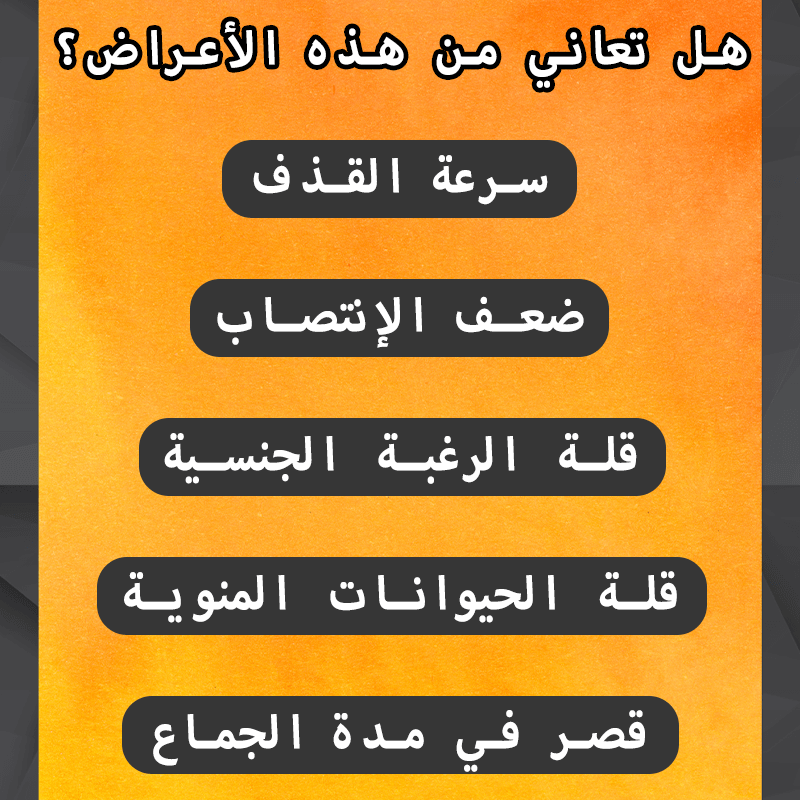 هل تعاني من هذه الأعراض؟
سرعة القذف
ضعف الإنتصاب
قلة الرغبة الجنسية
قلة الحيوانات المنوية
قصر في مدة الجماع